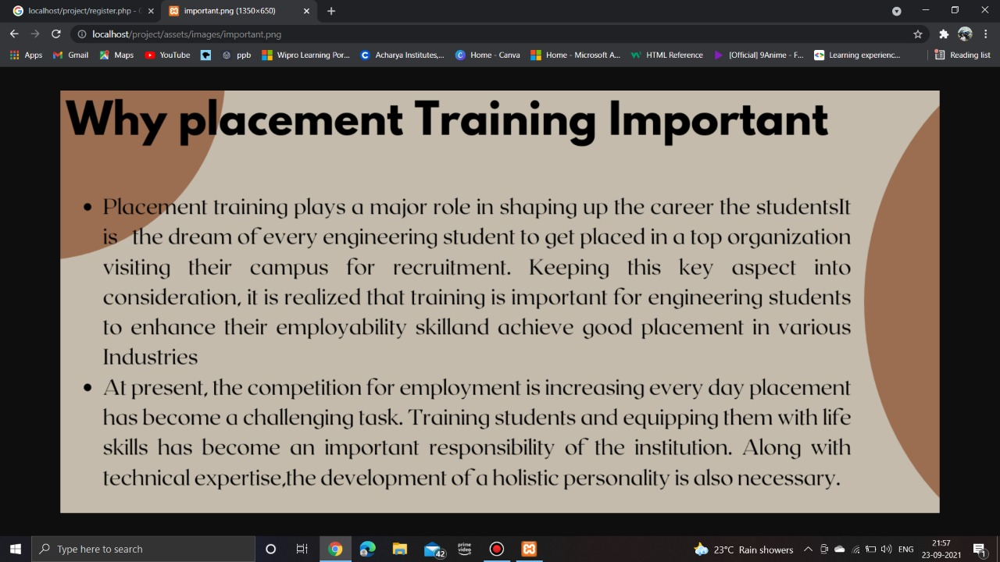 localhost/project/register.php -
important.png (1350×650)
localhost/project/assets/images/important.png
Apps
Gmail
Maps
YouTube
ppb
Wipro Learning Por...
Acharya Institutes,...
Home - Canva
Home - Microsoft A...
HTML Reference
[Official] 9Anime - F...
Learning experienc...
Reading list
Why placement Training Important
• Placement training plays a major role in shaping up the career the studentsIt
is the dream of every engineering student to get placed in a top organization
visiting their campus for recruitment. Keeping this key aspect into
consideration, it is realized that training is important for engineering students
to enhance their employability skilland achieve good placement in various
Industries
• At present, the competition for employment is increasing every day placement
has become a challenging task. Training students and equipping them with life
skills has become an important responsibility of the institution. Along with
technical expertise,the development of a holistic personality is also necessary.
Type here to search
42
prime
video
23°C Rain showers
ENG
21:57
23-09-2021
1